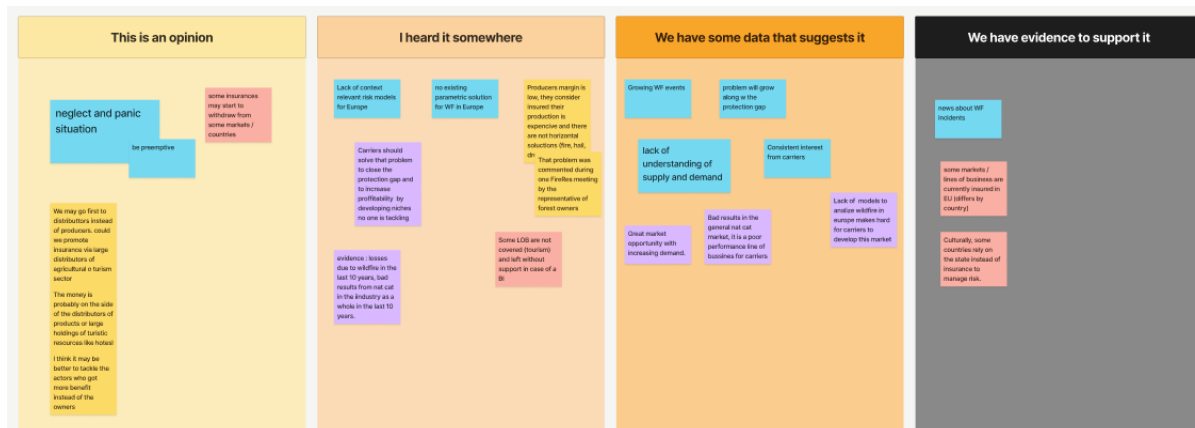 This is an opinion
I heard it somewhere
We have some data that suggests it
We have evidence to support it
neglect and panic
situation
be preemptive
some insurances
may start to
withdraw from
some markets /
countries
We may go first to
distributtors instead
of producers. could
we promote
insurance via large
distributors of
agricultural o turism
sector
The money is
probably on the side
of the distributors of
products or large
holdings of turistic
resources like hotesl
I think it may be
better to tackle the
actors who got
more benefit
instead of the
owners
Lack of context
relevant risk models
for Europe
no existing
parametric solution
for WF in Europe
Producers margin is
low, they consider
insured their
production is
expencive and there
are not horizontal
soluctions (fire, hail,
That problem was
commented during
one FireRes meeting
by the
representative of
forest owners
Carriers should
solve that problem
to close the
protection gap and
to increase
proffitability by
developing niches
no one is tackling
Some LOB are not
covered (tourism)
and left without
support in case of a
BI
evidence : losses
due to wildfire in the
last 10 years, bad
results from nat cat
in the iindustry as a
whole in the last 10
years.
Growing WF events
problem will grow
along w the
protection gap
lack of
understanding of
supply and demand
Consistent interest
from carriers
Great market
opportunity with
increasing demand.
Bad results in the
general nat cat
market, it is a poor
performance line of
bussines for carriers
Lack of models to
analize wildfire in
europe makes hard
for carriers to
develop this market
news about WF
incidents
some markets /
lines of business are
currently insured in
EU (differs by
country)
Culturally, some
countries rely on
the state instead of
insurance to
manage risk.